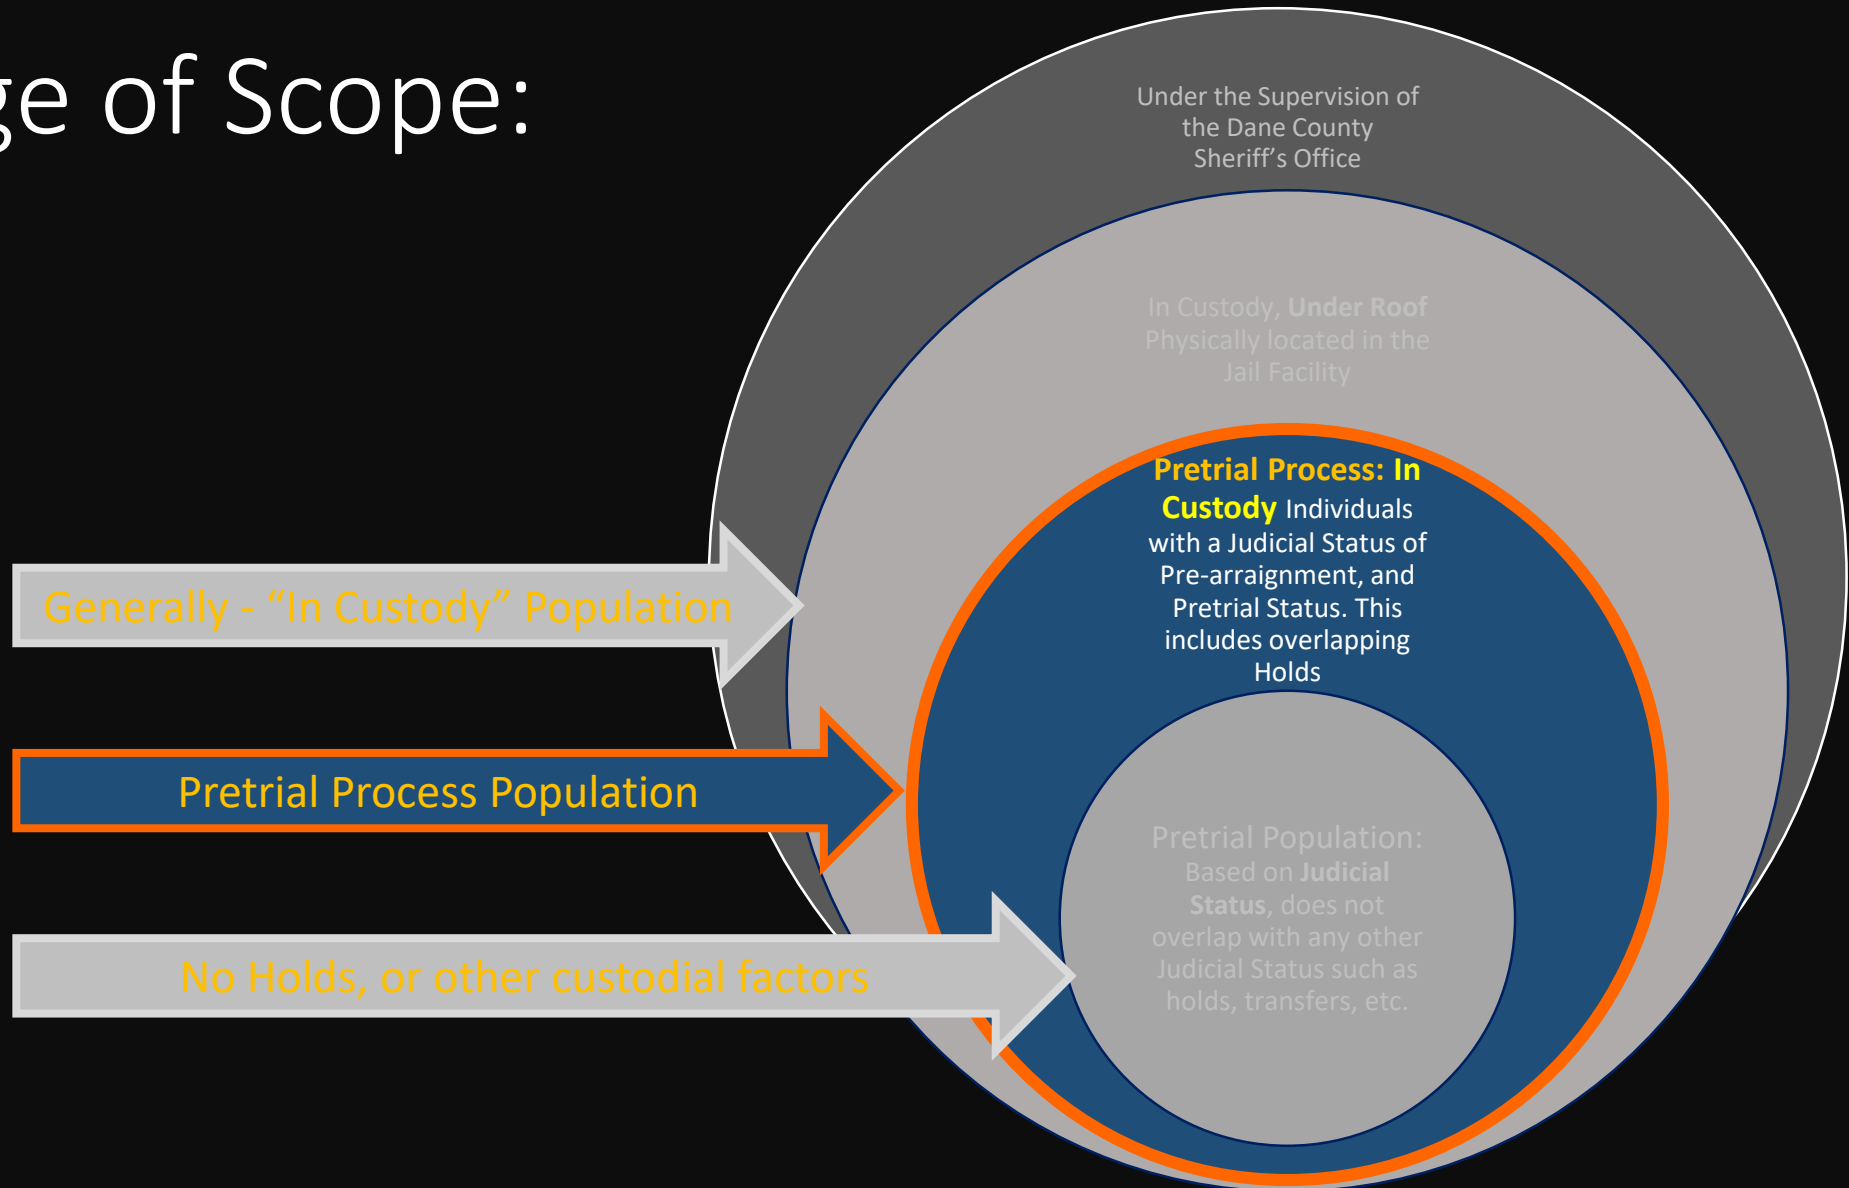 ge of Scope:
Under the Supervision of
the Dane County
Sheriff's Office
In Custody, Under Roof
Physically located in the
Jail Facility
Pretrial Process: In
Custody Individuals
with a Judicial Status of
Pre-arraignment, and
Pretrial Status. This
includes overlapping
Holds
Generally - “In Custody” Population
Pretrial Process Population
No Holds, or other custodial factors
Pretrial Population:
Based on Judicial
Status, does not
overlap with any other
Judicial Status such as
holds, transfers, etc.